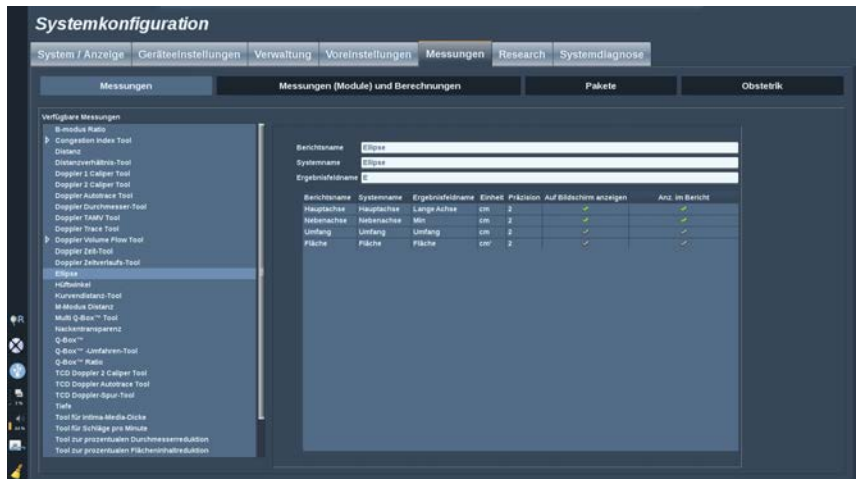 Systemkonfiguration
System / Anzeige Geräteeinstellungen Verwaltung Voreinstellungen Messungen Research Systemdiagnose
Messungen Messungen (Module) und Berechnungen Pakete Obstetrik
Verfügbare Messungen
B-modus Ratio
Congestion Index Tool
Distanz
Distanzverhältnis-Tool
Doppler 1 Caliper Tool
Doppler 2 Caliper Tool
Doppler Autotrace Tool
Doppler Durchmesser-Tool
Doppler TAMV Tool
Doppler Trace Tool
Doppler Volume Flow Tool
Doppler Zeit-Tool
Doppler Zeitverlaufs-Tool
Ellipse
Hüftwinkel
Kurvendistanz-Tool
M-Modus Distanz
Multi Q-Box™ Tool
Nackentransparenz
Q-Box™
Q-Box™ -Umfahren-Tool
Q-Box™ Ratio
TCD Doppler 2 Caliper Tool
TCD Doppler Autotrace Tool
TCD Doppler-Spur-Tool
Tiefe
Tool für Intima-Media-Dicke
Tool für Schläge pro Minute
Tool zur prozentualen Durchmesserreduktion
Tool zur prozentualen Flächeninhaltreduktion
Berichtsname Ellipse
Systemname Ellipse
Ergebnisfeldname E
Berichtsname Systemname Ergebnisfeldname Einheit Präzision Auf Bildschirm anzeigen Anz. im Bericht
Hauptachse Hauptachse Lange Achse cm 2
Nebenachse Nebenachse Min cm 2
Umfang Umfang Umfang cm 2
Fläche Fläche Fläche cm² 2